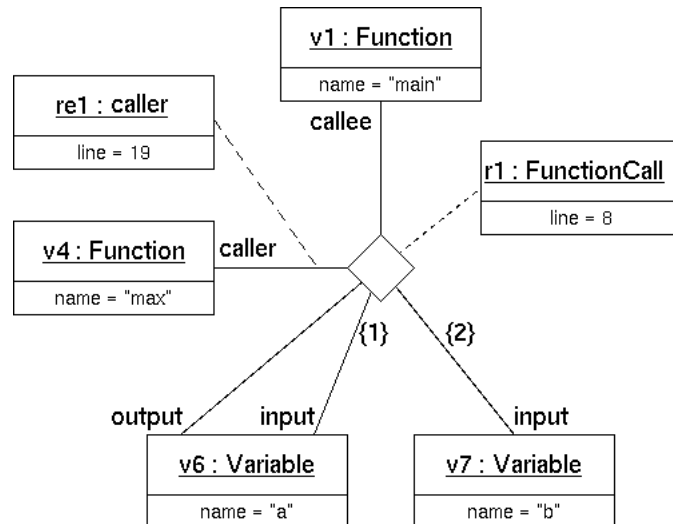 v1 : Function
name = "main"
re1 : caller
line = 19
callee
r1 : FunctionCall
line = 8
v4 : Function
name = "max"
caller
{1}
{2}
output
input
input
v6 : Variable
name = "a"
v7 : Variable
name = "b"